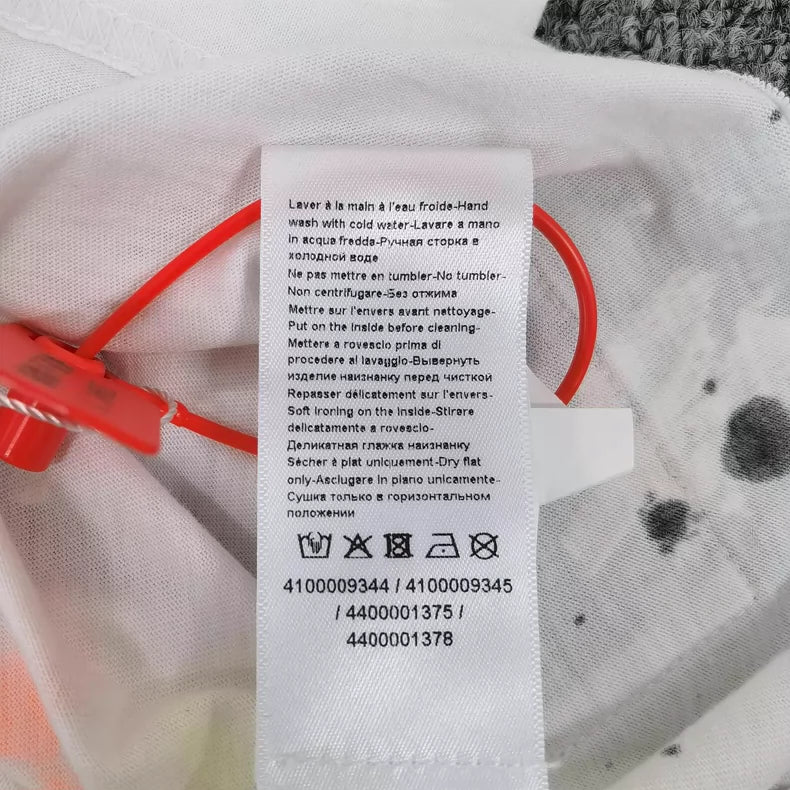 Laver à la main à l'eau froide-Hand
wash with cold water-Lavare a mano
in acqua fredda-Ручная сторка в
холодной воде
Ne pas mettre en tumbler-No tumbler-
Non centrifugare-Без отжима
Mettre sur l'envers avant nettoyage-
Put on the inside before cleaning-
Mettere a rovescio prima di
procedere al lavaggio-Вывернуть
изделие наизнанку перед чисткой
Repasser délicatement sur l'envers-
Soft ironing on the inside-Stirare
delicatamente a rovescio-
Деликатная глажка наизнанку
Sécher à plat uniquement-Dry flat
only-Asciugare in piano unicamente-
Сушка только в горизонтальном
положении
4100009344 / 4100009345
/ 4400001375 /
4400001378